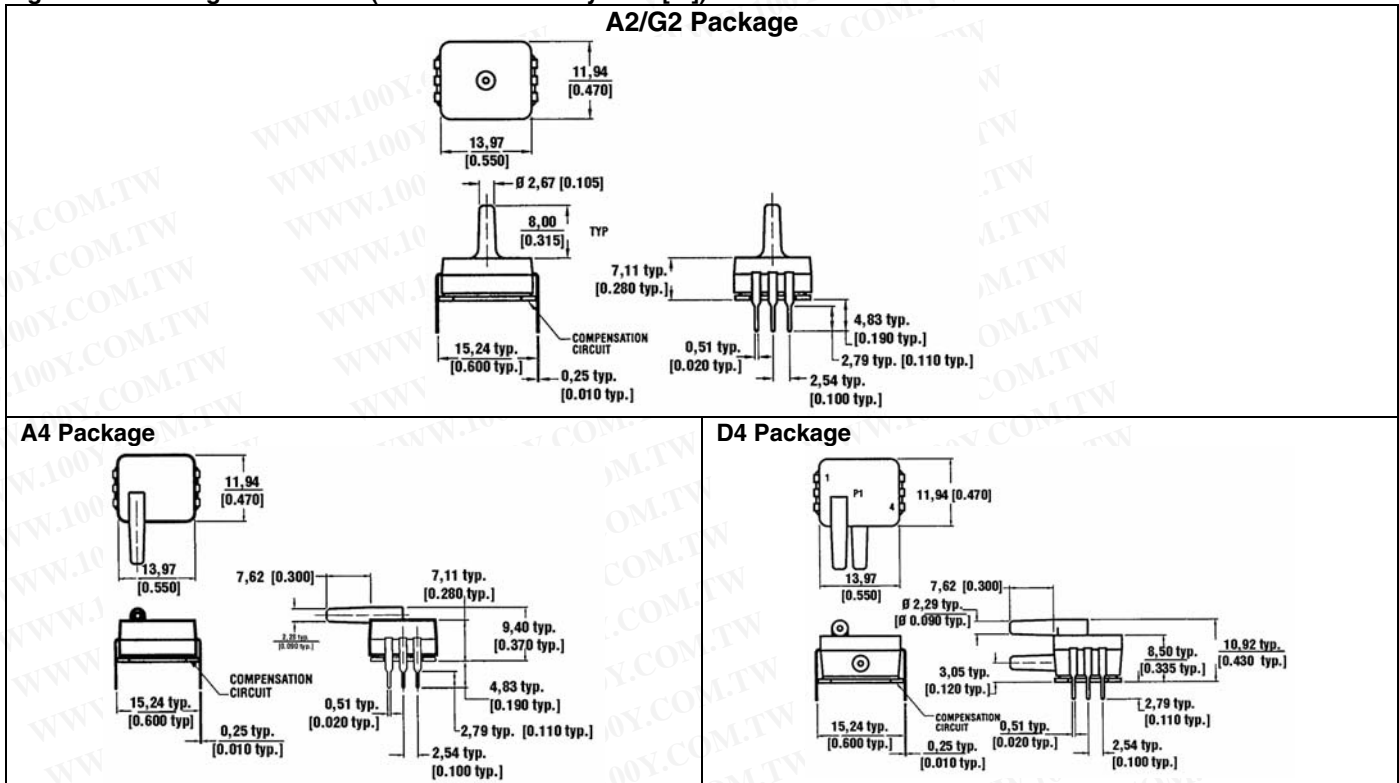 A2/G2 Package
11,94
[0.470]
13,97
[0.550]
Ø 2,67 [0.105]
8,00
[0.315]
TYP
7,11 typ.
[0.280 typ.]
COMPENSATION
CIRCUIT
15,24 typ.
[0.600 typ.]
0,25 typ.
[0.010 typ.]
4,83 typ.
[0.190 typ.]
0,51 typ.
[0.020 typ.]
2,79 typ. [0.110 typ.]
2,54 typ.
[0.100 typ.]
A4 Package
11,94
[0.470]
13,97
[0.550]
7,62 [0.300]
7,11 typ.
[0.280 typ.]
9,40 typ.
[0.370 typ.]
[0.090 typ.]
COMPENSATION
CIRCUIT
4,83 typ.
[0.190 typ.]
15,24 typ.
[0.600 typ]
0,51 typ.
[0.020 typ.]
0,25 typ.
[0.010 typ.]
2,79 typ. [0.110 typ.]
2,54 typ.
[0.100 typ.]
D4 Package
1
P1
4
11,94 [0.470]
13,97
[0.550]
7,62 [0.300]
Ø 2,29 typ.
[Ø 0.090 typ.]
8,50 typ.
[0.335 typ.]
10,92 typ.
[0.430 typ.]
3,05 typ.
[0.120 typ.]
2,79 typ.
[0.110 typ.]
COMPENSATION
CIRCUIT
15,24 typ.
[0.600 typ.]
0,51 typ.
[0.020 typ.]
0,25 typ.
[0.010 typ.]
2,54 typ.
[0.100 typ.]